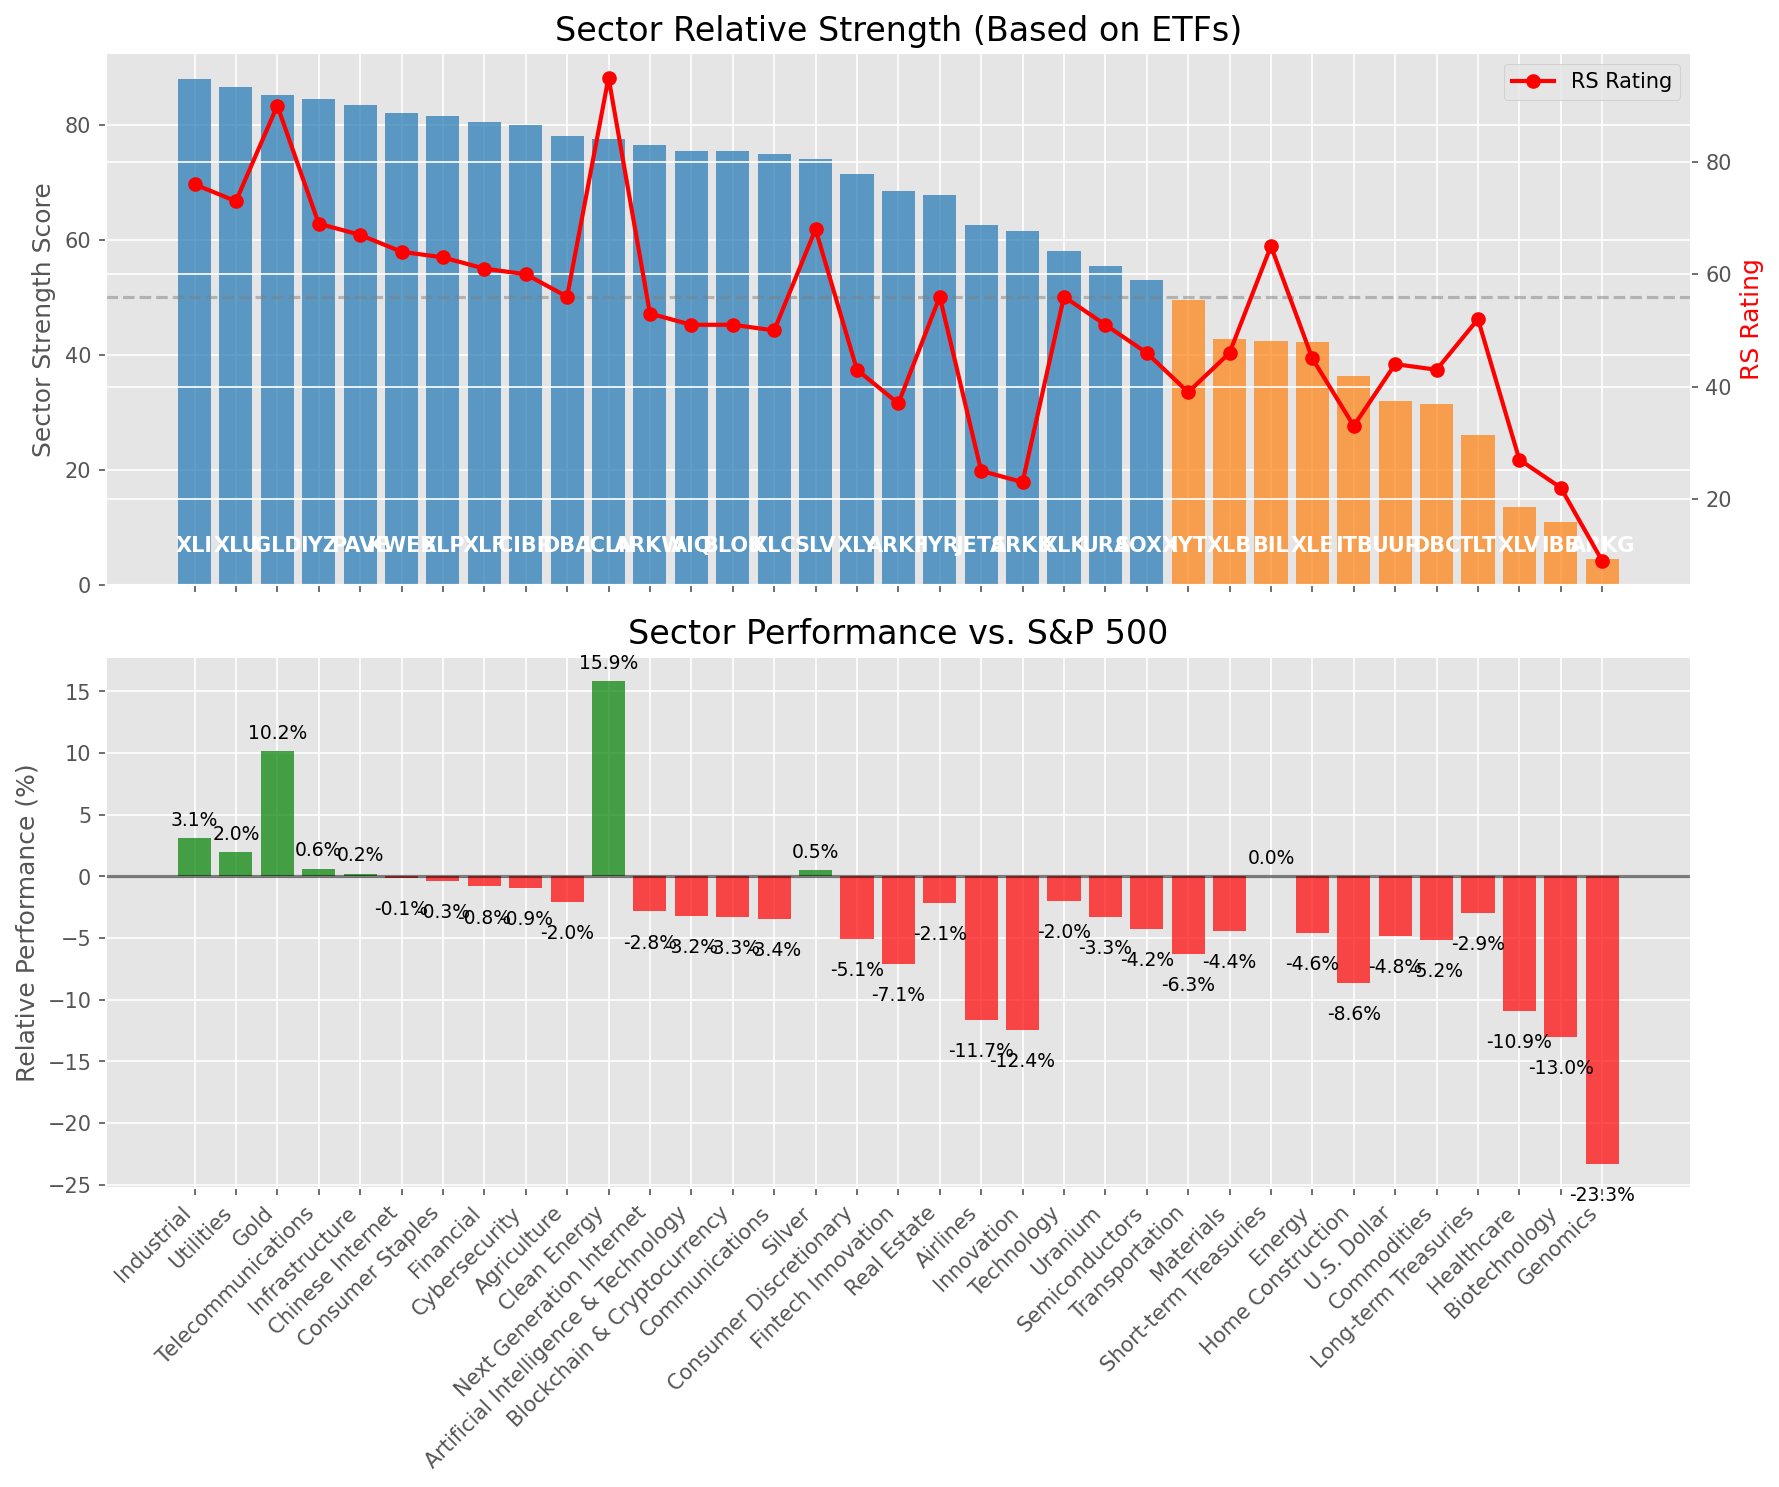 Sector Relative Strength (Based on ETFs)
RS Rating
Sector Strength Score
80
60
40
20
0
80
60
40
20
RS Rating
XLI XLU GLD IYZ PAVE KWEB XLP XLF CIBR DBA ICLN ARKW AIQ BLOK XLC SLV XLY ARKF IYR JETS ARKK XLK URA SOXX IYT XLB BIL XLE ITB UUP DBC TLT XLV IBB ARKG
Sector Performance vs. S&P 500
Relative Performance (%)
15
10
5
0
−5
−10
−15
−20
−25
3.1% 2.0% 10.2% 0.6% 0.2% -0.1% -0.3% -0.8% -0.9% -2.0% 15.9% -2.8% -3.2% -3.3% -3.4% 0.5% -5.1% -7.1% -2.1% -11.7% -12.4% -2.0% -3.3% -4.2% -6.3% -4.4% 0.0% -4.6% -8.6% -4.8% -5.2% -2.9% -10.9% -13.0% -23.3%
Industrial
Utilities
Gold
Telecommunications
Infrastructure
Chinese Internet
Consumer Staples
Financial
Cybersecurity
Agriculture
Clean Energy
Next Generation Internet
Artificial Intelligence & Technology
Blockchain & Cryptocurrency
Communications
Silver
Consumer Discretionary
Fintech Innovation
Real Estate
Airlines
Innovation
Technology
Uranium
Semiconductors
Transportation
Materials
Short-term Treasuries
Energy
Home Construction
U.S. Dollar
Commodities
Long-term Treasuries
Healthcare
Biotechnology
Genomics